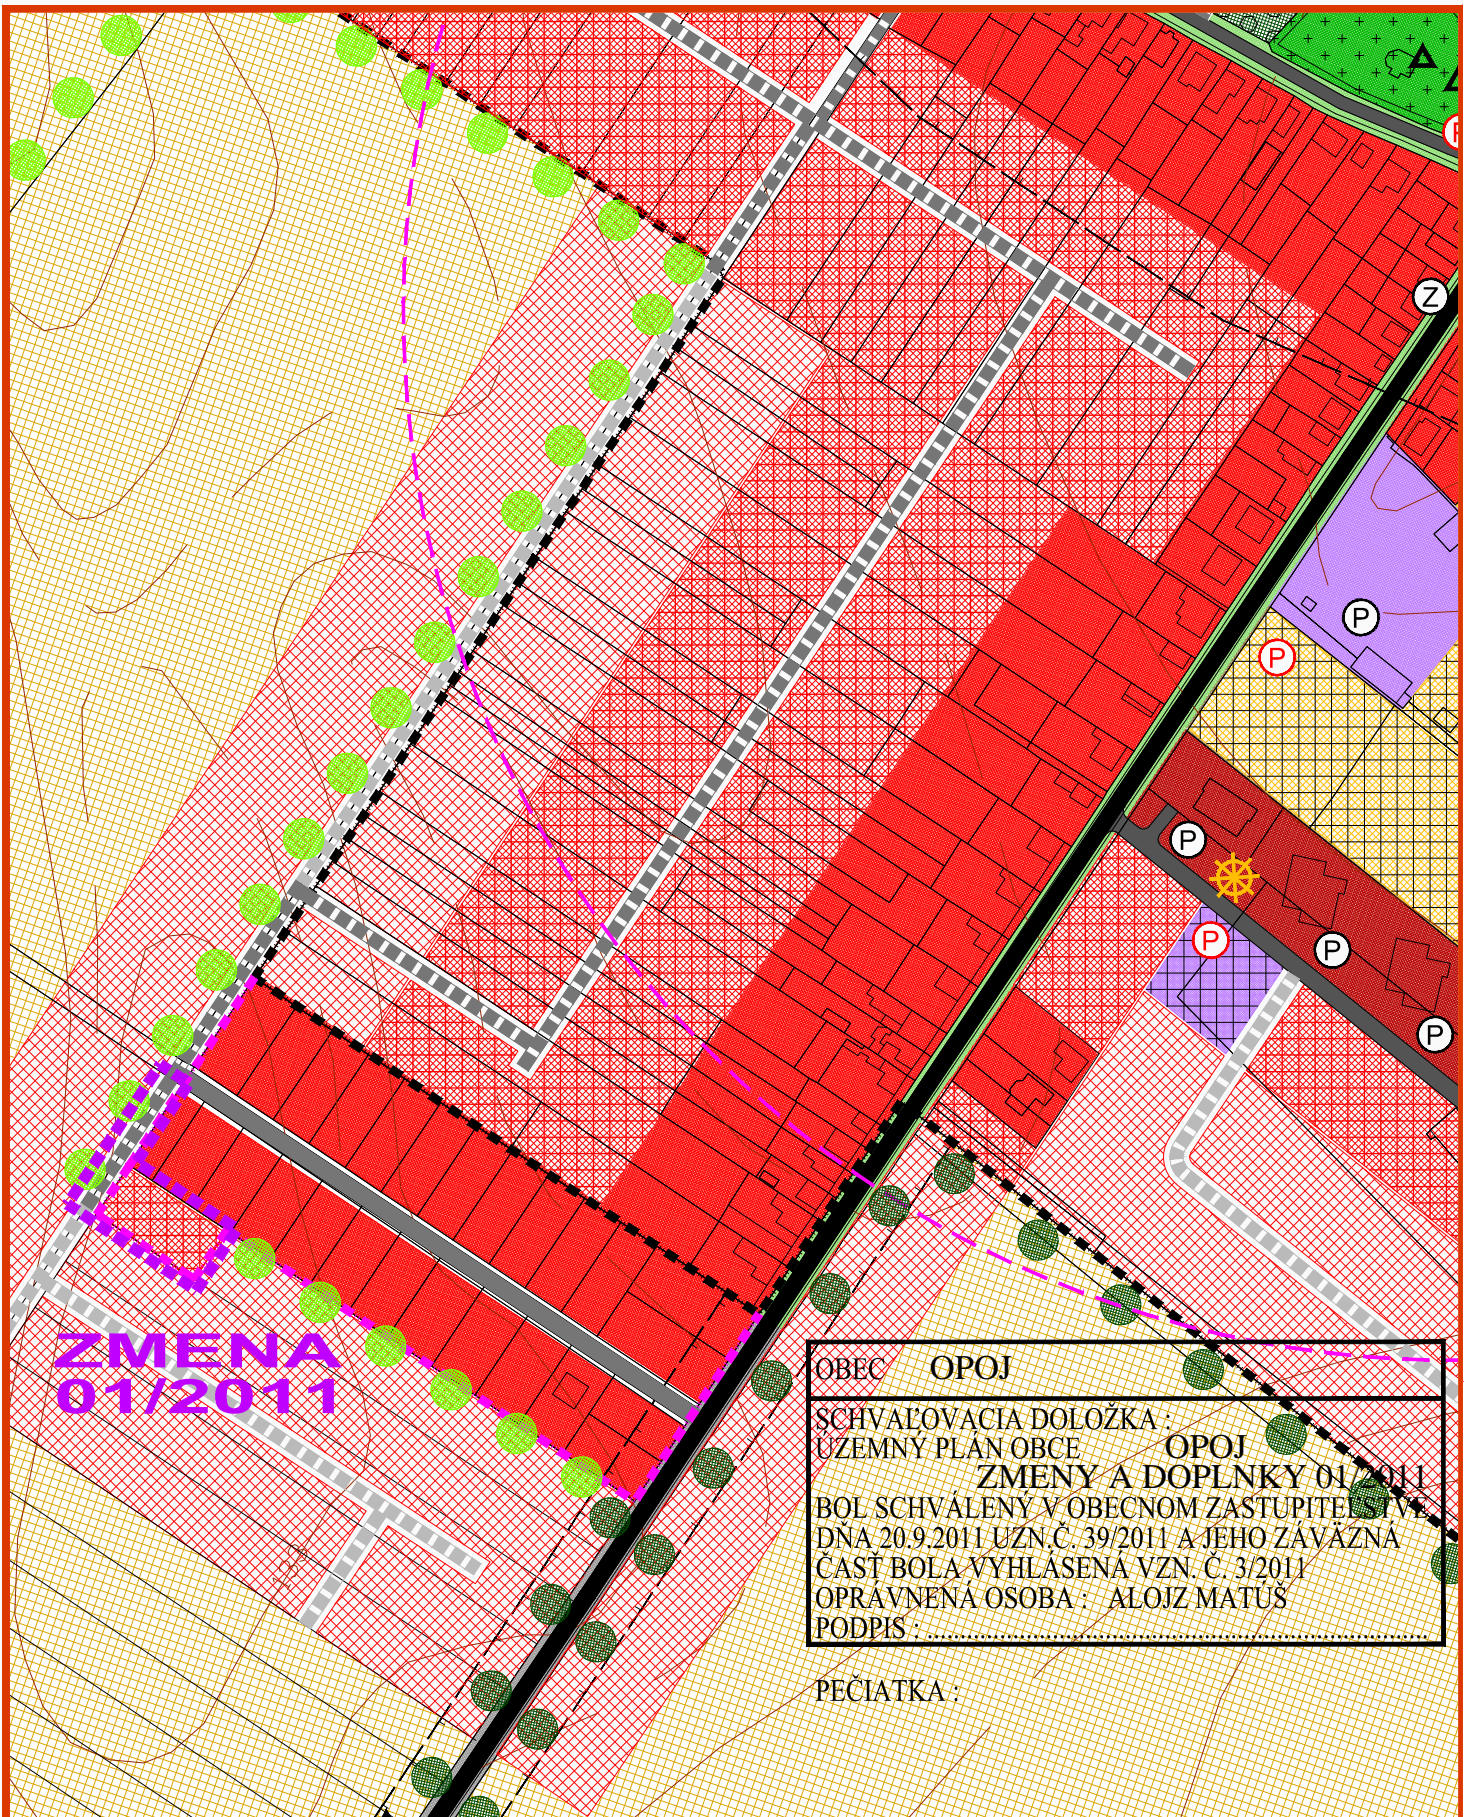 Z
P
P
P
P
P
P
ZMENA
01/2011
OBEC OPOJ
SCHVAĽOVACIA DOLOŽKA :
ÚZEMNÝ PLÁN OBCE OPOJ
ZMENY A DOPLNKY 01/2011
BOL SCHVÁLENÝ V OBECNOM ZASTUPITEĽSTVE
DŇA 20.9.2011 UZN.Č. 39/2011 A JEHO ZÁVÄZNÁ
ČASŤ BOLA VYHLÁSENÁ VZN. Č. 3/2011
OPRÁVNENÁ OSOBA : ALOJZ MATÚŠ
PODPIS : ..............................................................................
PEČIATKA :